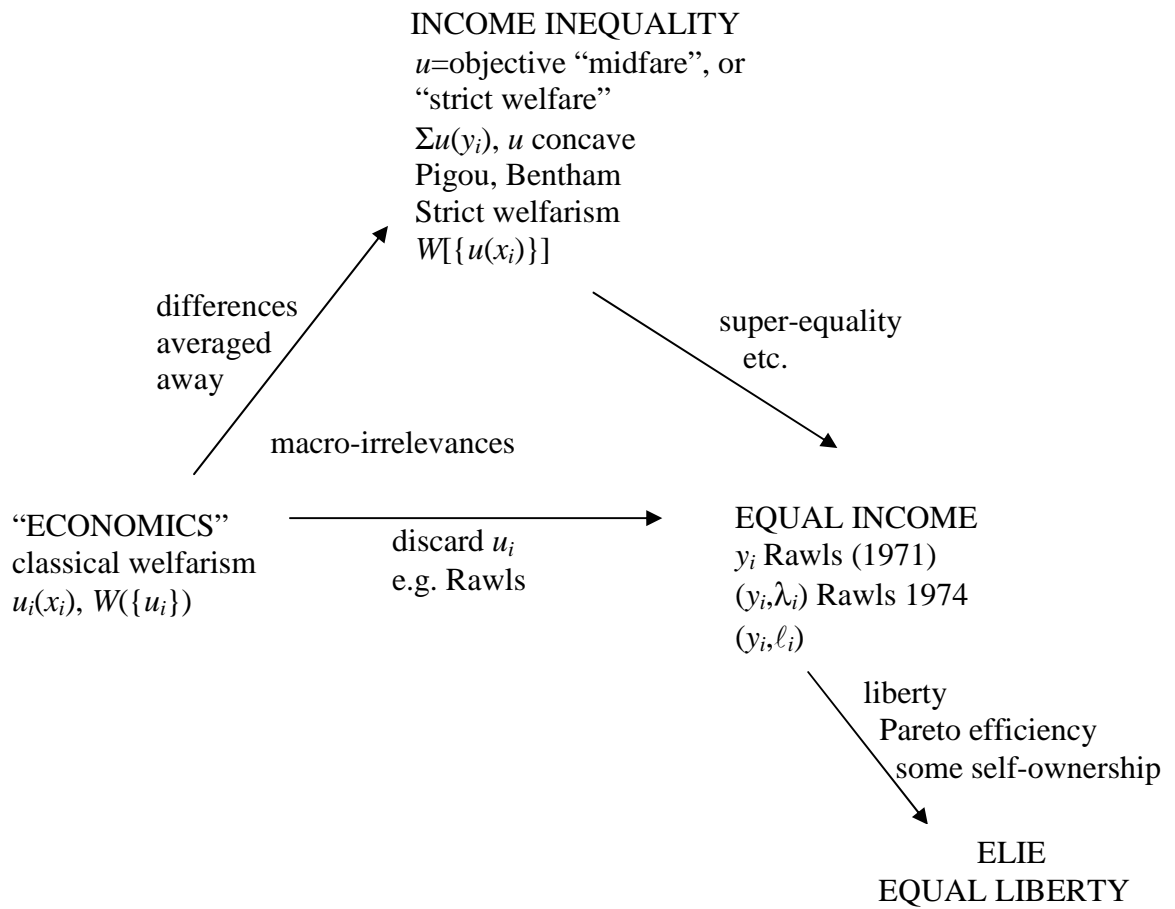 INCOME INEQUALITY
u=objective “midfare”, or
“strict welfare”
Σu(yᵢ), u concave
Pigou, Bentham
Strict welfarism
W[{u(xᵢ)}]
differences
averaged
away
super-equality
etc.
macro-irrelevances
“ECONOMICS”
classical welfarism
uᵢ(xᵢ), W({uᵢ})
discard uᵢ
e.g. Rawls
EQUAL INCOME
yᵢ Rawls (1971)
(yᵢ,λᵢ) Rawls 1974
(yᵢ,ℓᵢ)
liberty
Pareto efficiency
some self-ownership
ELIE
EQUAL LIBERTY